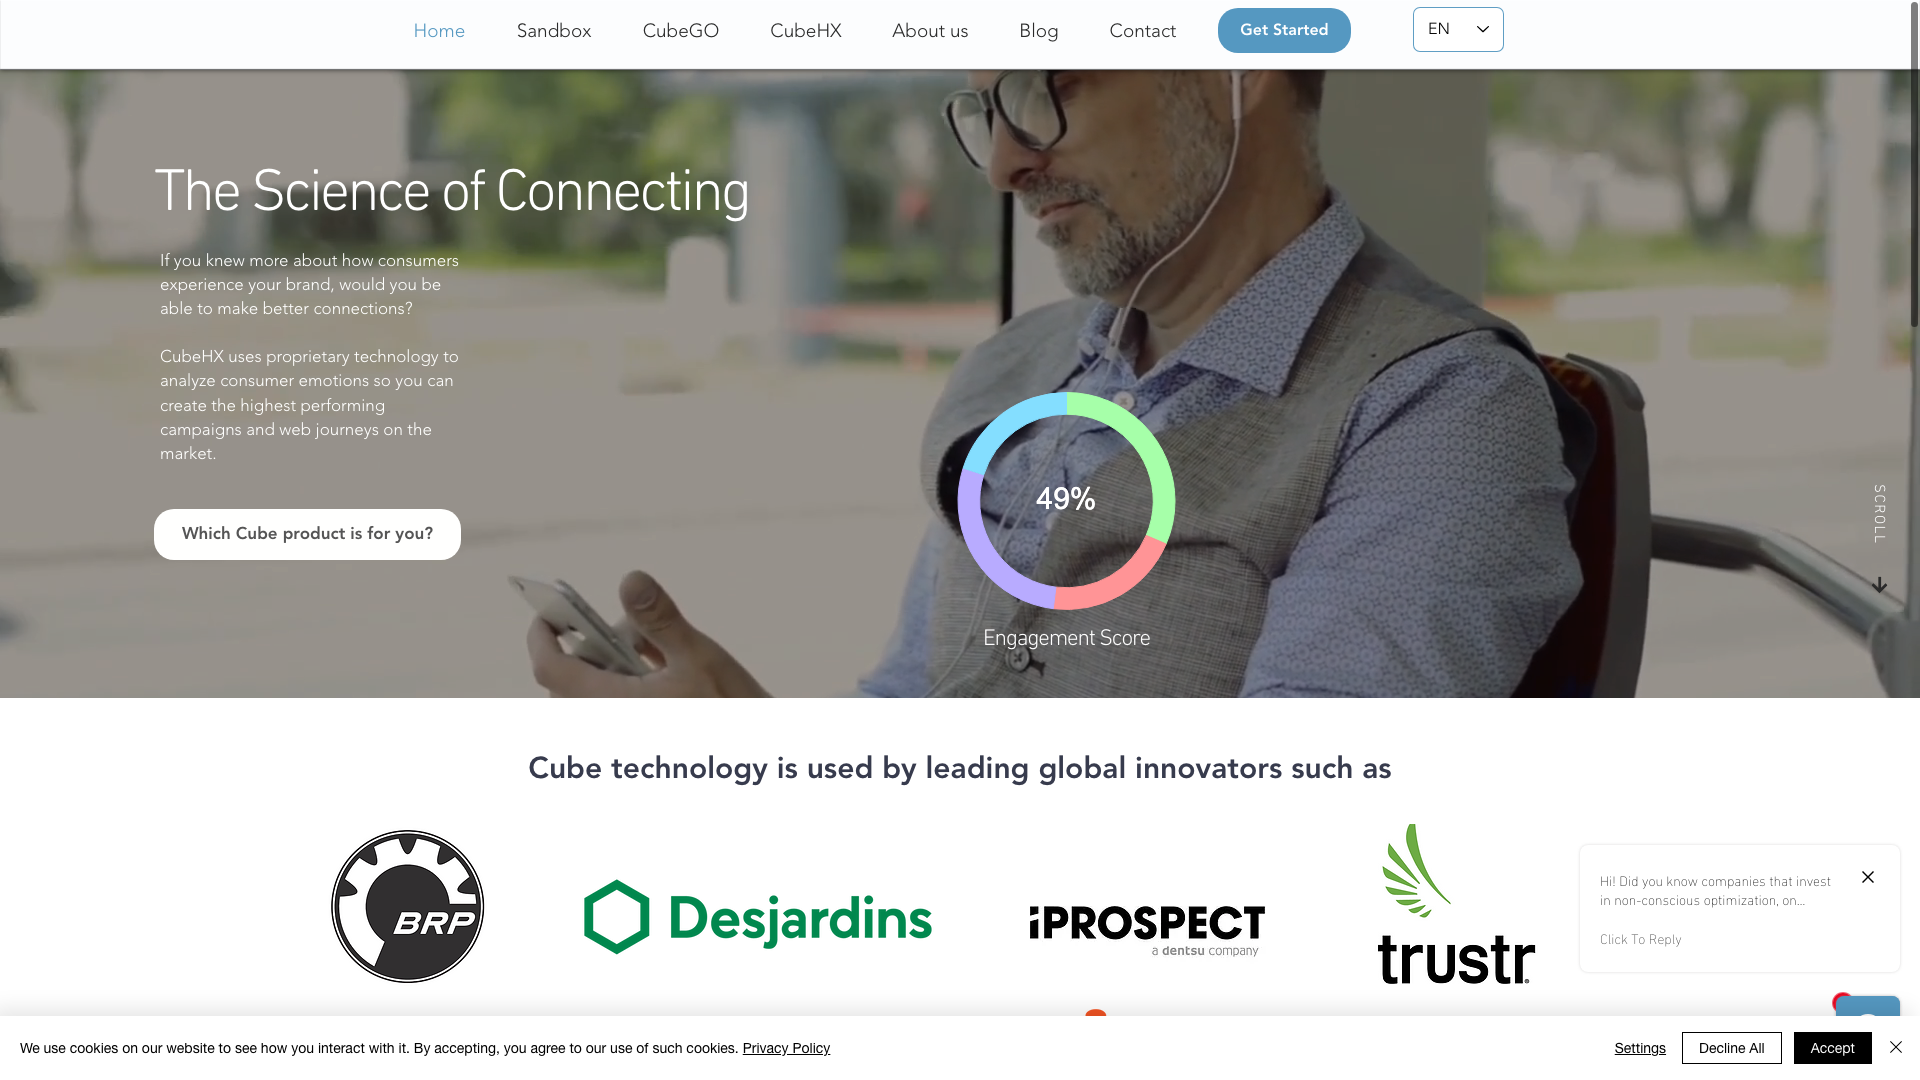 Home
Sandbox
CubeGO
CubeHX
About us
Blog
Contact
Get Started
EN
The Science of Connecting
If you knew more about how consumers
experience your brand, would you be
able to make better connections?
CubeHX uses proprietary technology to
analyze consumer emotions so you can
create the highest performing
campaigns and web journeys on the
market.
Which Cube product is for you?
49%
Engagement Score
SCROLL
Cube technology is used by leading global innovators such as
BRP
Desjardins
iPROSPECT
a dentsu company
trustr
Hi! Did you know companies that invest
in non-conscious optimization, on...
Click To Reply
We use cookies on our website to see how you interact with it. By accepting, you agree to our use of such cookies. Privacy Policy
Settings
Decline All
Accept